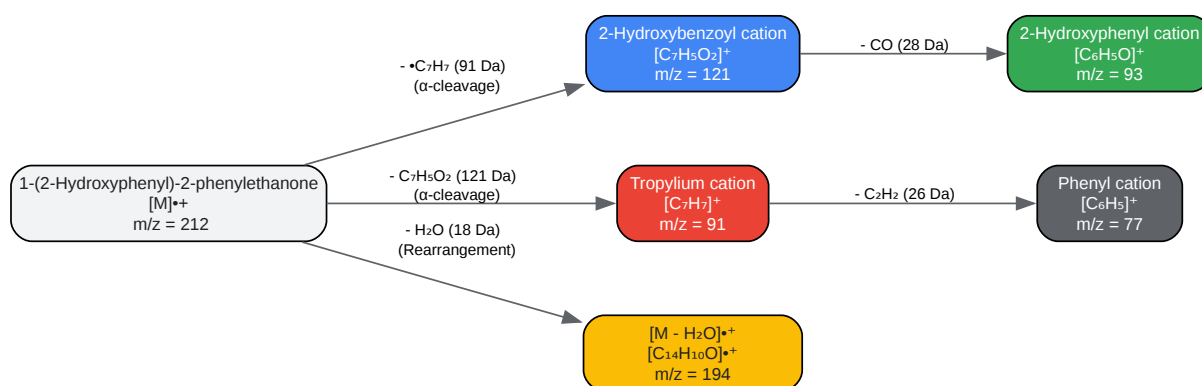 2-Hydroxybenzoyl cation
[C₇H₅O₂]⁺
m/z = 121
- CO (28 Da)
2-Hydroxyphenyl cation
[C₆H₅O]⁺
m/z = 93
- •C₇H₇ (91 Da)
(α-cleavage)
1-(2-Hydroxyphenyl)-2-phenylethanone
[M]•+
m/z = 212
- C₇H₅O₂ (121 Da)
(α-cleavage)
Tropylium cation
[C₇H₇]⁺
m/z = 91
- C₂H₂ (26 Da)
Phenyl cation
[C₆H₅]⁺
m/z = 77
- H₂O (18 Da)
(Rearrangement)
[M - H₂O]•⁺
[C₁₄H₁₀O]•⁺
m/z = 194